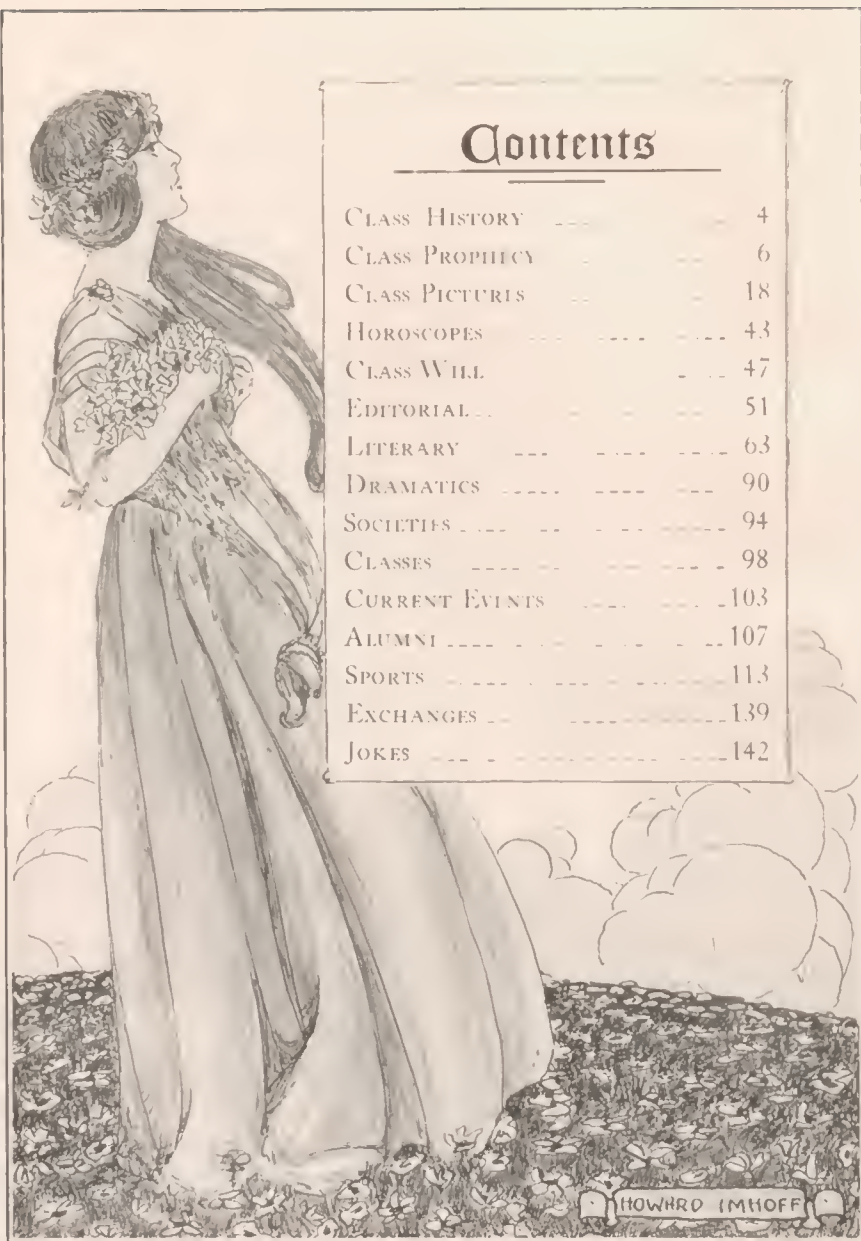 Contents
CLASS HISTORY 4
CLASS PROPHECY 6
CLASS PICTURES 18
HOROSCOPES 43
CLASS WILL 47
EDITORIAL 51
LITERARY 63
DRAMATICS 90
SOCIETIES 94
CLASSES 98
CURRENT EVENTS 103
ALUMNI 107
SPORTS 113
EXCHANGES 139
JOKES 142
HOWARD IMHOFF